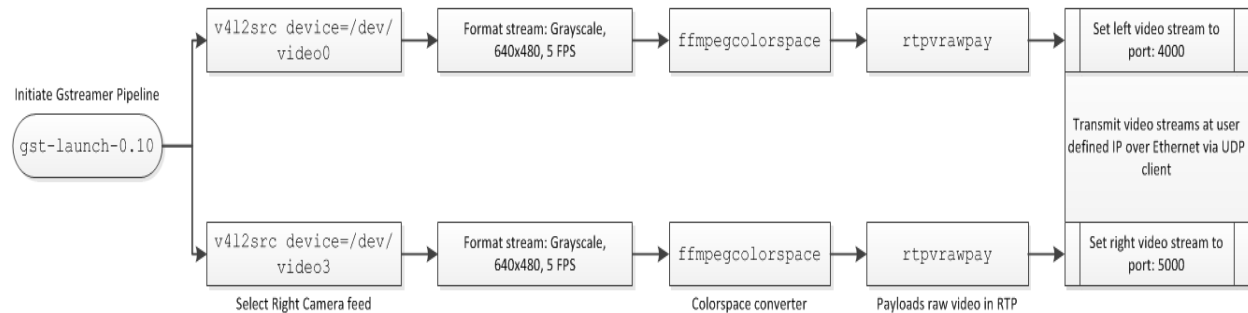 Initiate Gstreamer Pipeline
gst-launch-0.10
v4l2src device=/dev/
video0
Format stream: Grayscale,
640x480, 5 FPS
ffmpegcolorspace
rtpvrawpay
Set left video stream to
port: 4000
Transmit video streams at user
defined IP over Ethernet via UDP
client
v4l2src device=/dev/
video3
Format stream: Grayscale,
640x480, 5 FPS
ffmpegcolorspace
rtpvrawpay
Set right video stream to
port: 5000
Select Right Camera feed
Colorspace converter
Payloads raw video in RTP